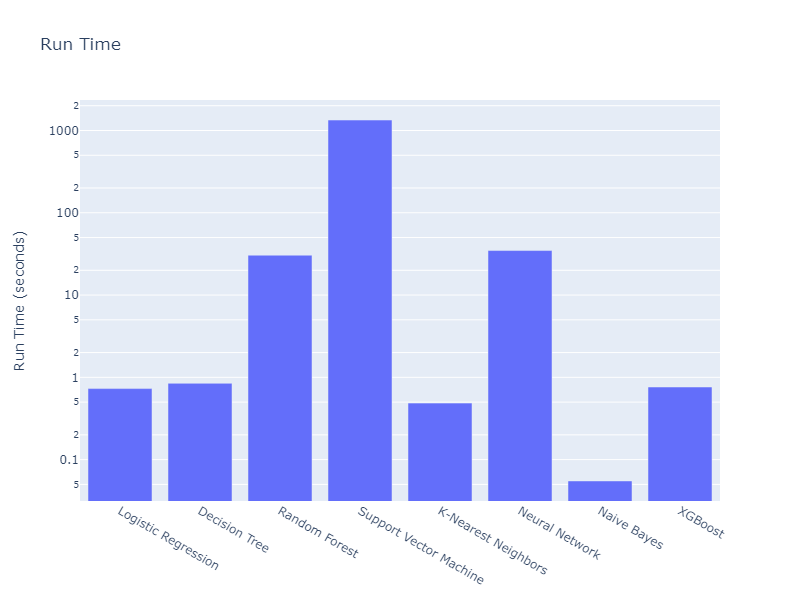 Run Time
Run Time (seconds)
2
1000
5
2
100
5
2
10
5
2
1
5
2
0.1
5
Logistic Regression
Decision Tree
Random Forest
Support Vector Machine
K-Nearest Neighbors
Neural Network
Naive Bayes
XGBoost